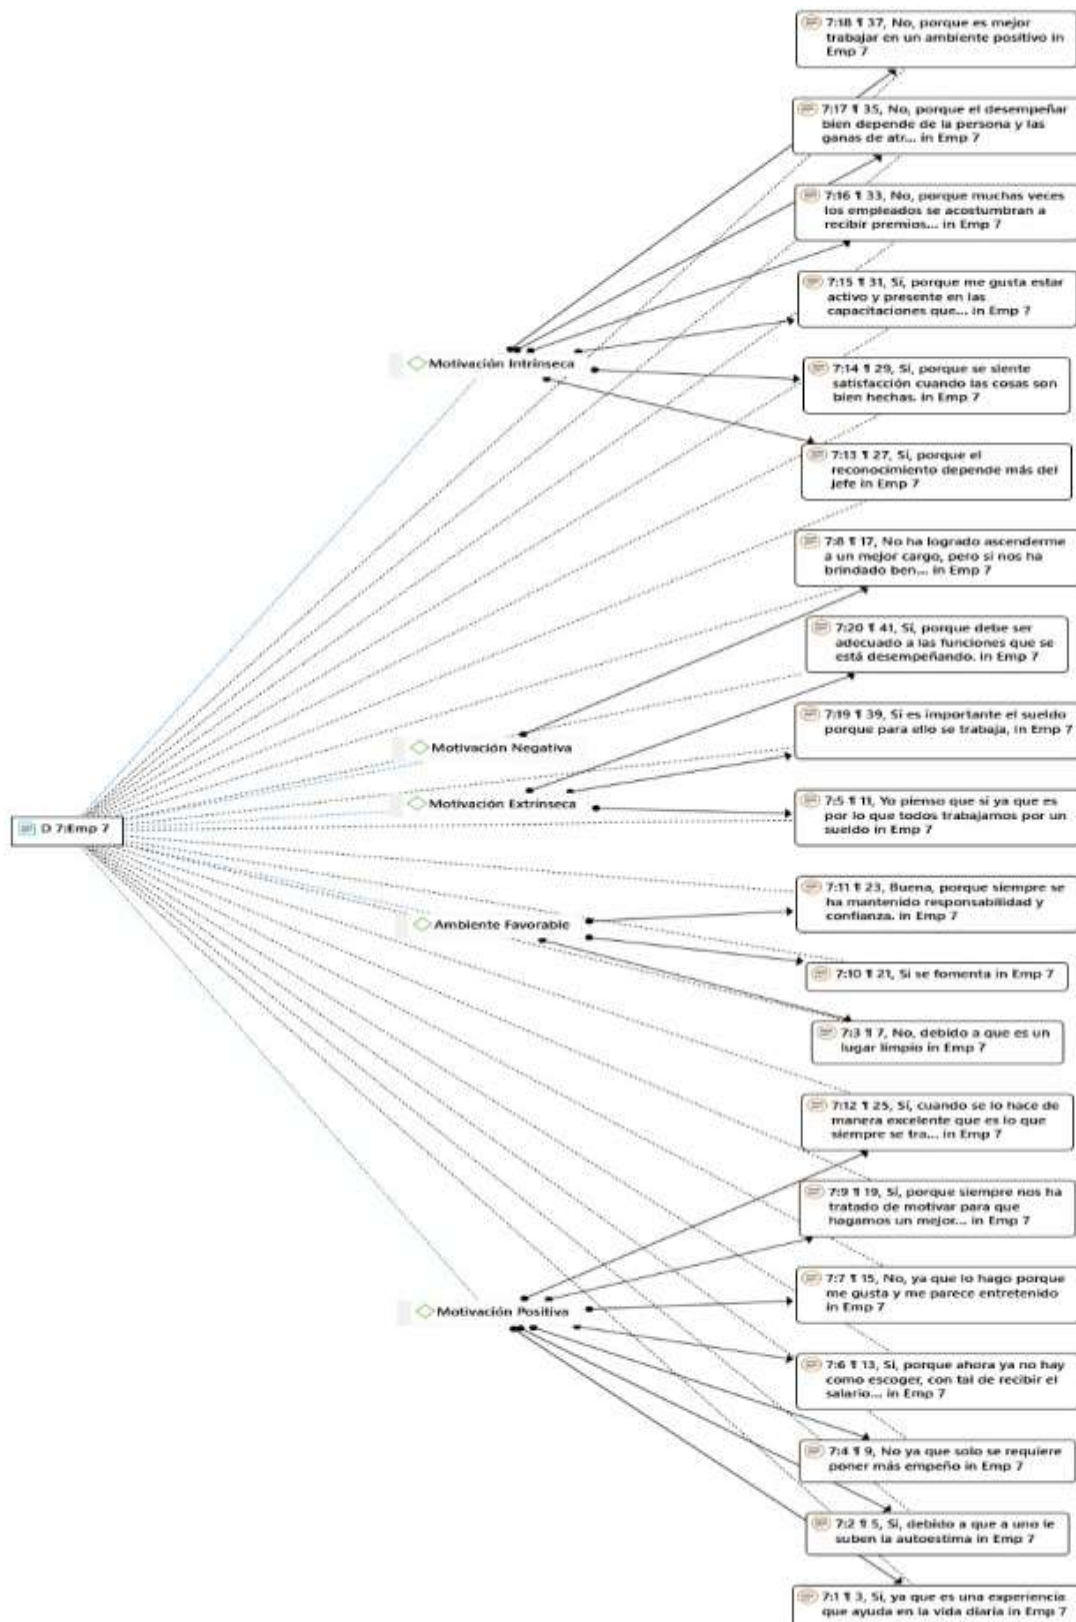 7:18 ¶ 37, No, porque es mejor
trabajar en un ambiente positivo in
Emp 7
7:17 ¶ 35, No, porque el desempeñar
bien depende de la persona y las
ganas de atr... in Emp 7
7:16 ¶ 33, No, porque muchas veces
los empleados se acostumbran a
recibir premios... in Emp 7
7:15 ¶ 31, Sí, porque me gusta estar
activo y presente en las
capacitaciones que... in Emp 7
Motivación Intrínseca
7:14 ¶ 29, Sí, porque se siente
satisfacción cuando las cosas son
bien hechas. in Emp 7
7:13 ¶ 27, Sí, porque el
reconocimiento depende más del
jefe in Emp 7
7:8 ¶ 17, No ha logrado ascenderme
a un mejor cargo, pero si nos ha
brindado ben... in Emp 7
7:20 ¶ 41, Sí, porque debe ser
adecuado a las funciones que se
está desempeñando. in Emp 7
7:19 ¶ 39, Si es importante el sueldo
porque para ello se trabaja, in Emp 7
Motivación Negativa
Motivación Extrínseca
7:5 ¶ 11, Yo pienso que si ya que es
por lo que todos trabajamos por un
sueldo in Emp 7
D 7:Emp 7
7:11 ¶ 23, Buena, porque siempre se
ha mantenido responsabilidad y
confianza. in Emp 7
Ambiente Favorable
7:10 ¶ 21, Si se fomenta in Emp 7
7:3 ¶ 7, No, debido a que es un
lugar limpio in Emp 7
7:12 ¶ 25, Sí, cuando se lo hace de
manera excelente que es lo que
siempre se tra... in Emp 7
7:9 ¶ 19, Sí, porque siempre nos ha
tratado de motivar para que
hagamos un mejor... in Emp 7
7:7 ¶ 15, No, ya que lo hago porque
me gusta y me parece entretenido
in Emp 7
Motivación Positiva
7:6 ¶ 13, Si, porque ahora ya no hay
como escoger, con tal de recibir el
salario... in Emp 7
7:4 ¶ 9, No ya que solo se requiere
poner más empeño in Emp 7
7:2 ¶ 5, Si, debido a que a uno le
suben la autoestima in Emp 7
7:1 ¶ 3, Sí, ya que es una experiencia
que ayuda en la vida diaria in Emp 7